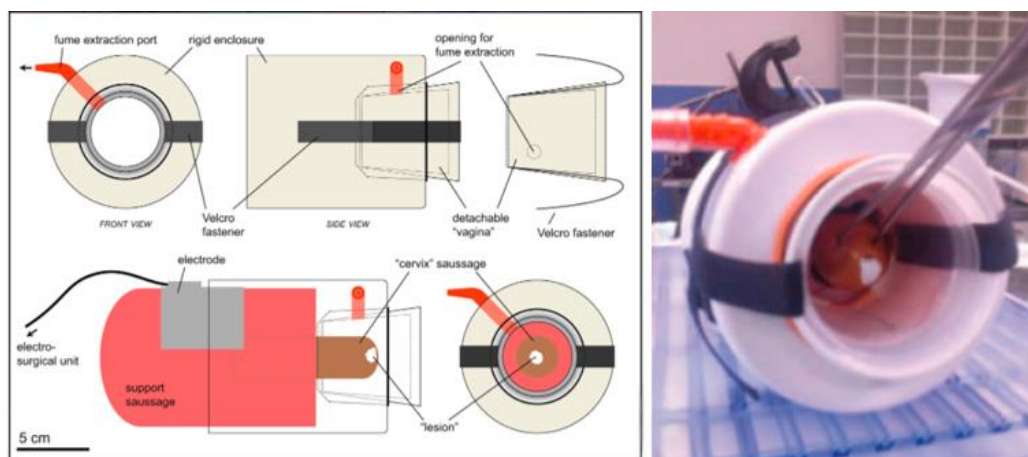 fume extraction port
rigid enclosure
opening for
fume extraction
FRONT VIEW
Velcro
fastener
SIDE VIEW
detachable
"vagina"
Velcro fastener
electrode
"cervix" saussage
electro-
surgical unit
support
saussage
"lesion"
5 cm